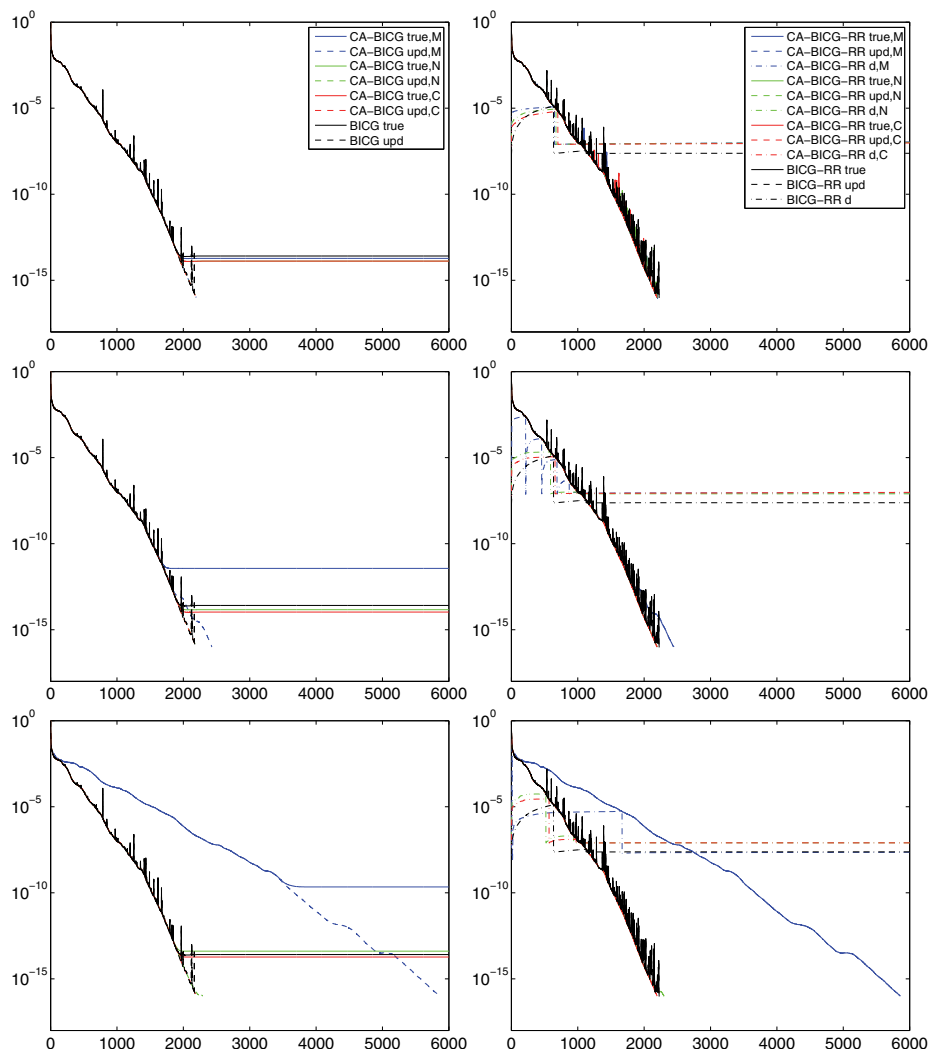 10^0
10^-5
10^-10
10^-15
0 1000 2000 3000 4000 5000 6000
CA-BICG true,M
CA-BICG upd,M
CA-BICG true,N
CA-BICG upd,N
CA-BICG true,C
CA-BICG upd,C
BICG true
BICG upd
10^0
10^-5
10^-10
10^-15
0 1000 2000 3000 4000 5000 6000
CA-BICG-RR true,M
CA-BICG-RR upd,M
CA-BICG-RR d,M
CA-BICG-RR true,N
CA-BICG-RR upd,N
CA-BICG-RR d,N
CA-BICG-RR true,C
CA-BICG-RR upd,C
CA-BICG-RR d,C
BICG-RR true
BICG-RR upd
BICG-RR d
10^0
10^-5
10^-10
10^-15
0 1000 2000 3000 4000 5000 6000
10^0
10^-5
10^-10
10^-15
0 1000 2000 3000 4000 5000 6000
10^0
10^-5
10^-10
10^-15
0 1000 2000 3000 4000 5000 6000
10^0
10^-5
10^-10
10^-15
0 1000 2000 3000 4000 5000 6000